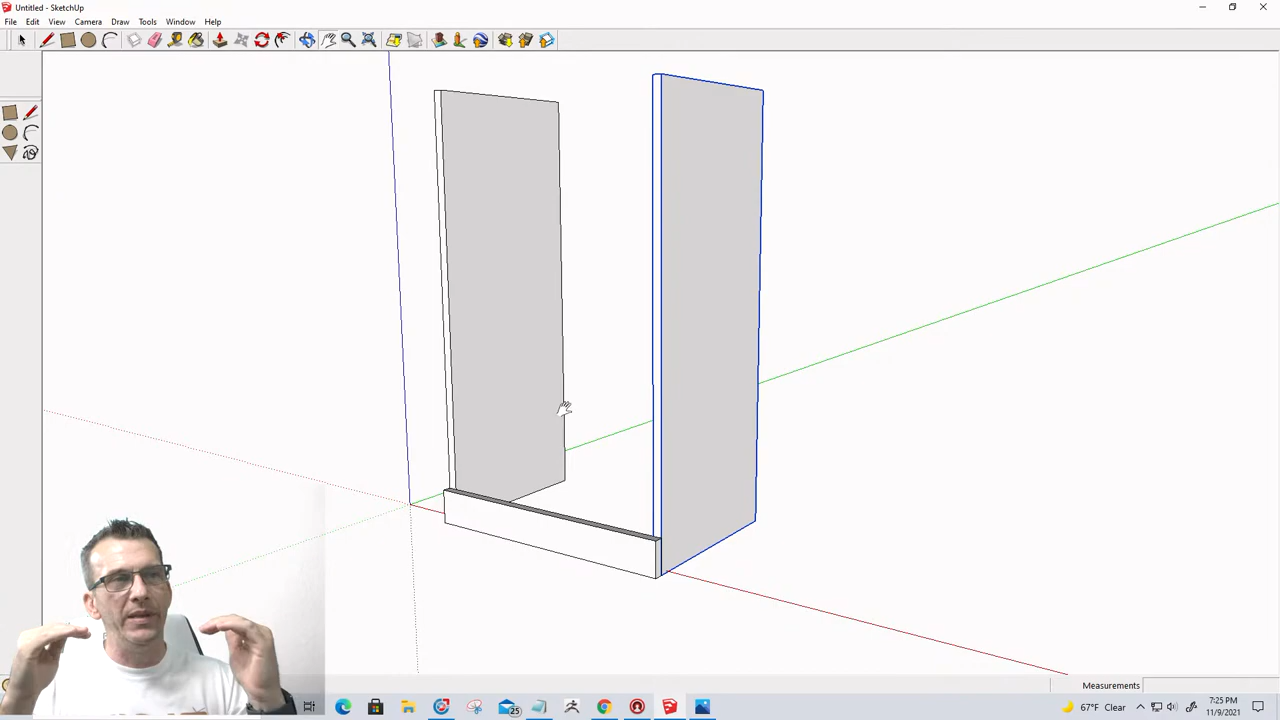 Untitled - SketchUp
File Edit View Camera Draw Tools Window Help
Measurements
25
67°F Clear
7:25 PM
11/9/2021